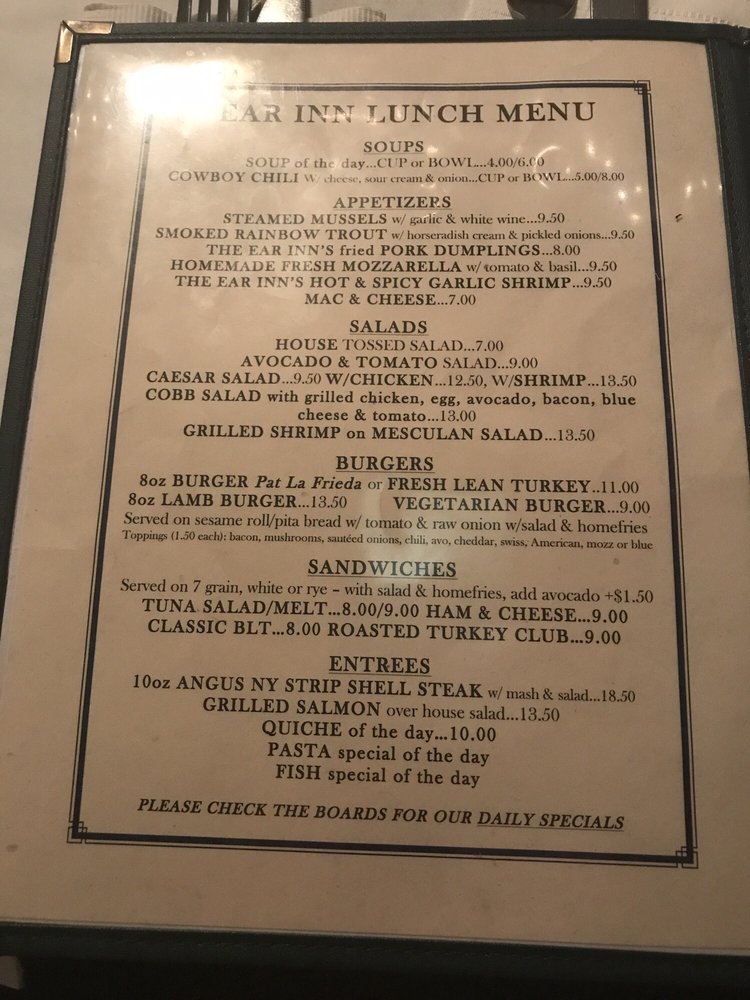 EAR INN LUNCH MENU
SOUPS
SOUP of the day...CUP or BOWL...4.00/6.00
COWBOY CHILI W/ cheese, sour cream & onion...CUP or BOWL...5.00/8.00
APPETIZERS
STEAMED MUSSELS w/ garlic & white wine...9.50
SMOKED RAINBOW TROUT w/ horseradish cream & pickled onions...9.50
THE EAR INN'S fried PORK DUMPLINGS...8.00
HOMEMADE FRESH MOZZARELLA w/ tomato & basil...9.50
THE EAR INN'S HOT & SPICY GARLIC SHRIMP...9.50
MAC & CHEESE...7.00
SALADS
HOUSE TOSSED SALAD...7.00
AVOCADO & TOMATO SALAD...9.00
CAESAR SALAD...9.50 W/CHICKEN...12.50, W/SHRIMP...13.50
COBB SALAD with grilled chicken, egg, avocado, bacon, blue
cheese & tomato...13.00
GRILLED SHRIMP on MESCULAN SALAD...13.50
BURGERS
8oz BURGER Pat La Frieda or FRESH LEAN TURKEY..11.00
8oz LAMB BURGER...13.50 VEGETARIAN BURGER...9.00
Served on sesame roll/pita bread w/ tomato & raw onion w/salad & homefries
Toppings (1.50 each): bacon, mushrooms, sautéed onions, chili, avo, cheddar, swiss, American, mozz or blue
SANDWICHES
Served on 7 grain, white or rye – with salad & homefries, add avocado +$1.50
TUNA SALAD/MELT...8.00/9.00 HAM & CHEESE...9.00
CLASSIC BLT...8.00 ROASTED TURKEY CLUB...9.00
ENTREES
10oz ANGUS NY STRIP SHELL STEAK w/ mash & salad...18.50
GRILLED SALMON over house salad...13.50
QUICHE of the day...10.00
PASTA special of the day
FISH special of the day
PLEASE CHECK THE BOARDS FOR OUR DAILY SPECIALS